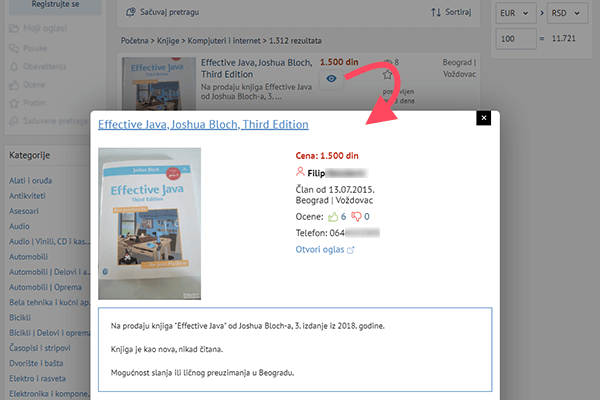 Registrujte se
Moji oglasi
Poruke
Obaveštenja
Ocene
Pratim
Sačuvane pretrage
Kategorije
Alati i oruđa
Antikviteti
Asesoari
Audio
Audio | Vinili, CD i kas...
Automobili
Automobili | Delovi i a...
Automobili | Oprema
Bela tehnika i kućni ap...
Bicikli
Bicikli | Delovi i oprema
Časopisi i stripovi
Dvorište i bašta
Elektro i rasveta
Elektronika i kompone...
Sačuvaj pretragu
Sortiraj
Početna > Knjige > Kompjuteri i internet > 1.312 rezultata
Effective Java
Effective Java, Joshua Bloch,
Third Edition
Na prodaju knjiga Effective Java
od Joshua Bloch-a, 3. ...
1.500 din
8
dana
Beograd |
Voždovac
EUR > RSD
100 = 11.721
Effective Java, Joshua Bloch, Third Edition
×
Joshua Bloch
Effective Java
Third Edition
Cena: 1.500 din
Filip
Član od 13.07.2015.
Beograd | Voždovac
Ocene: 6 0
Telefon: 064
Otvori oglas
Na prodaju knjiga "Effective Java" od Joshua Bloch-a, 3. izdanje iz 2018. godine.
Knjiga je kao nova, nikad čitana.
Mogućnost slanja ili ličnog preuzimanja u Beogradu.